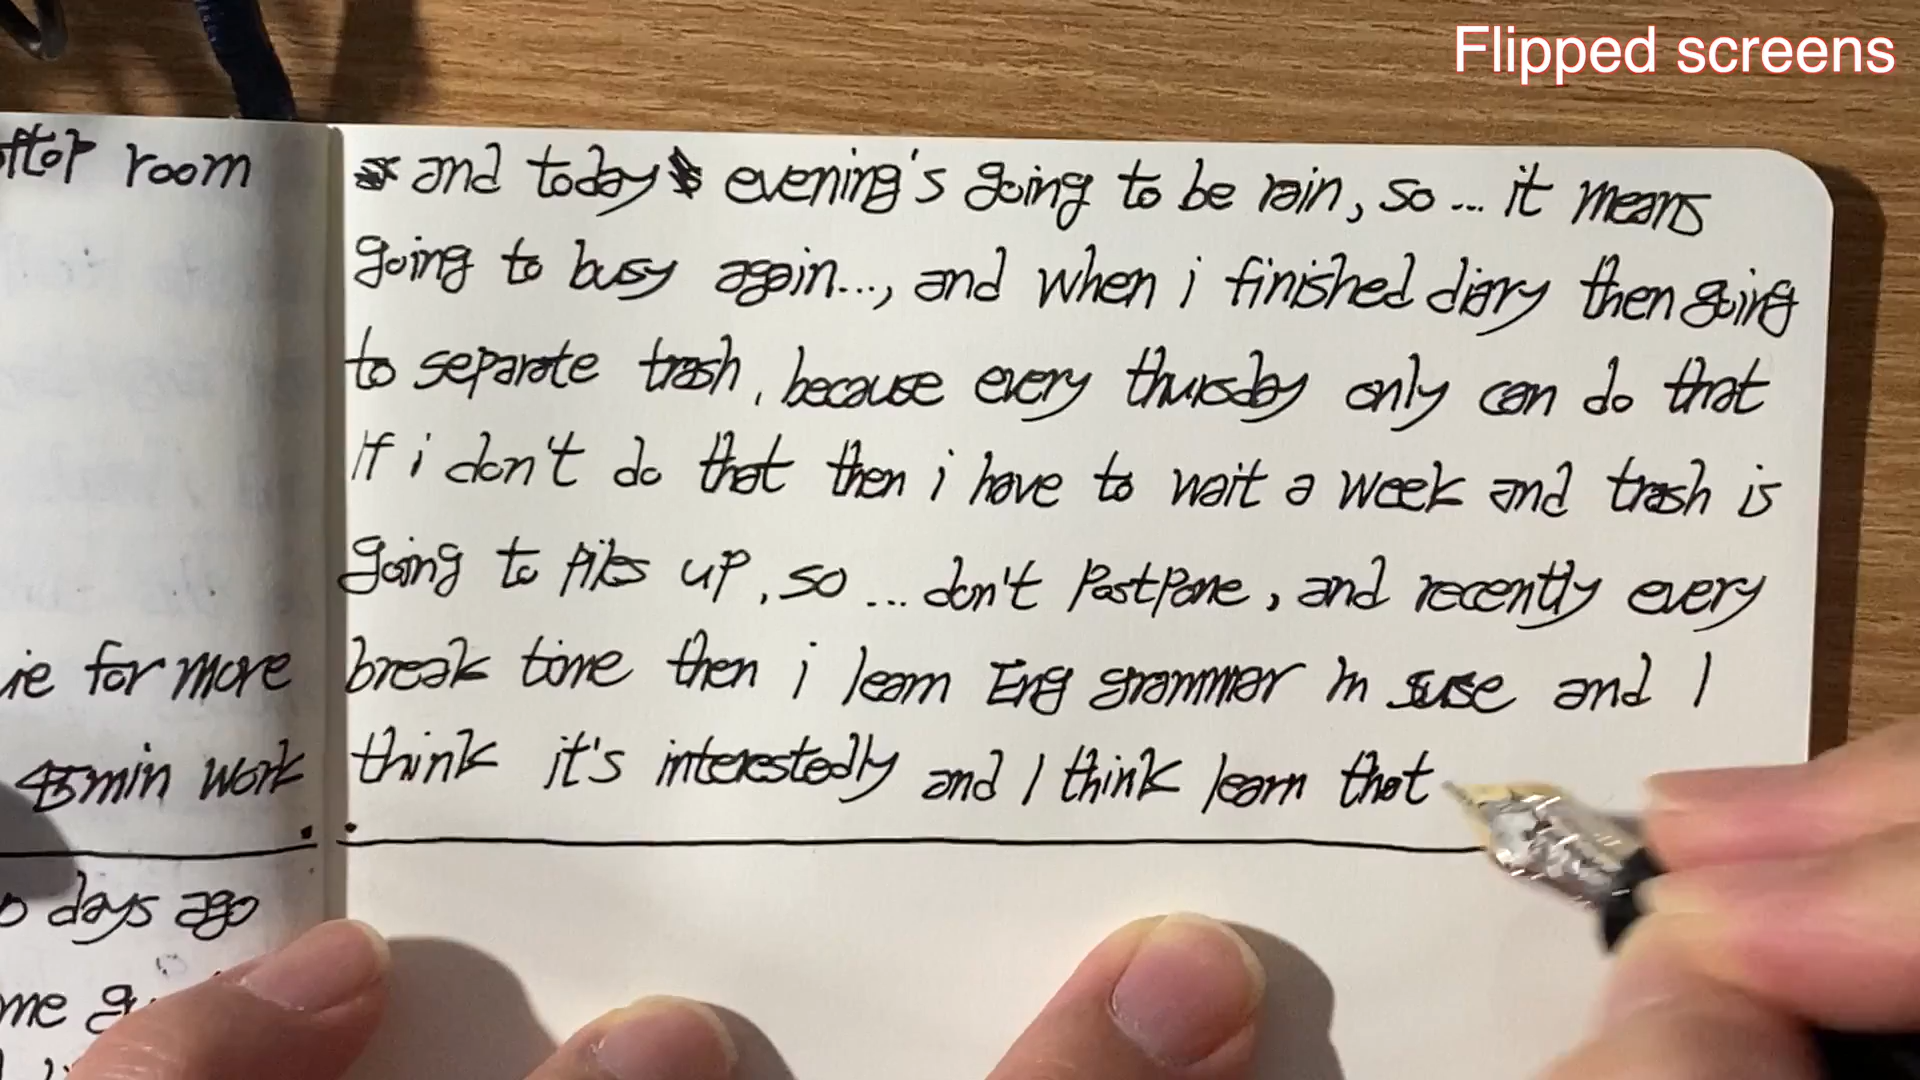 Flipped screens
room
ie for more
45min work
days ago
me
and today evening's going to be rain, so... it means
going to busy again..., and when i finished diary then going
to separate trash, because every thursday only can do that
If i don't do that then i have to wait a week and trash is
going to piles up, so... don't Postpone, and recently every
break time then i learn Eng grammar in use and I
think it's interestedly and I think learn that